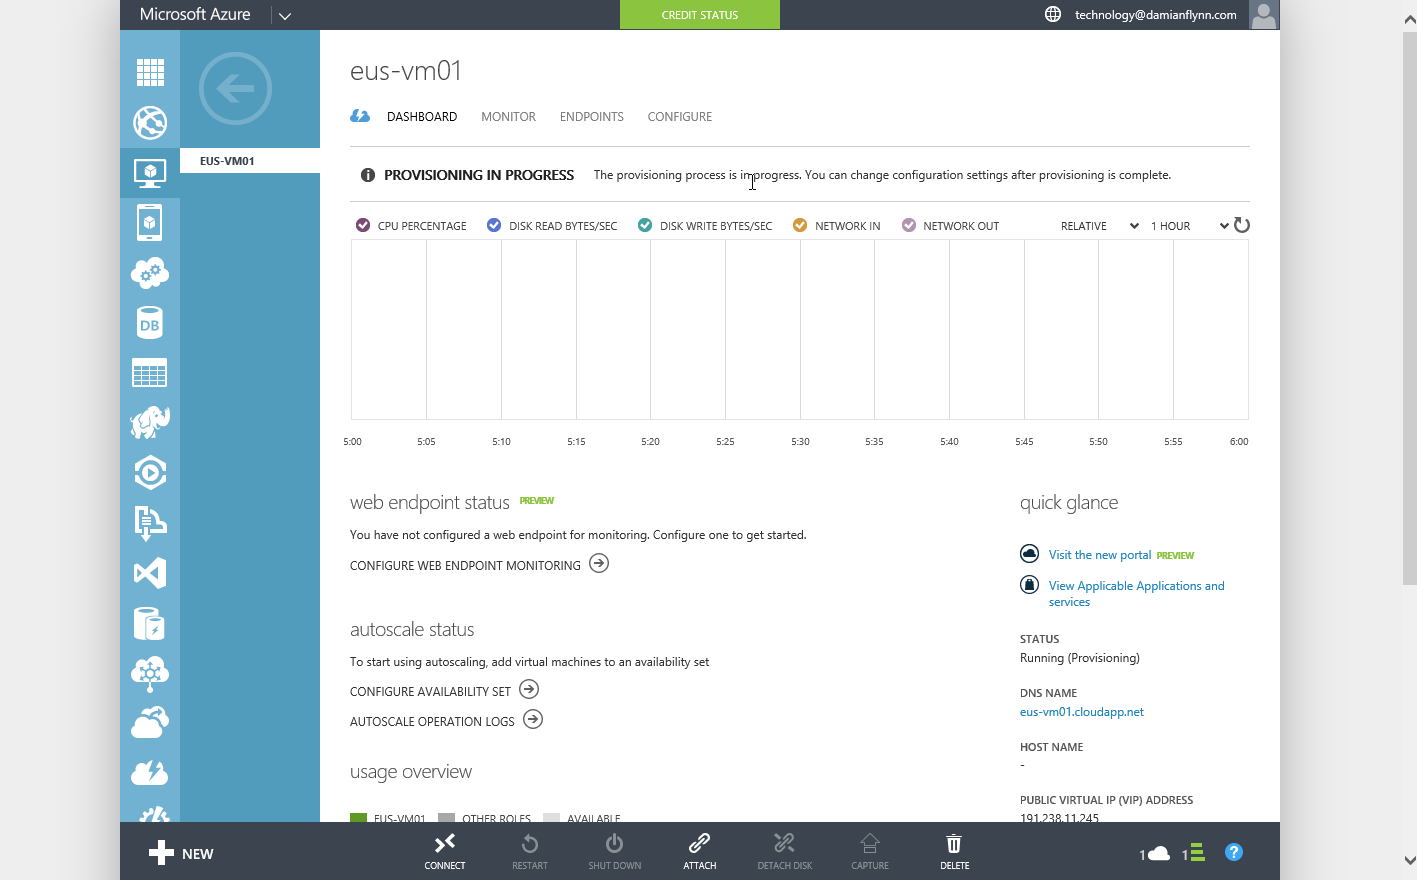 Microsoft Azure
CREDIT STATUS
technology@damianflynn.com
eus-vm01
DASHBOARD MONITOR ENDPOINTS CONFIGURE
EUS-VM01
PROVISIONING IN PROGRESS The provisioning process is in progress. You can change configuration settings after provisioning is complete.
CPU PERCENTAGE DISK READ BYTES/SEC DISK WRITE BYTES/SEC NETWORK IN NETWORK OUT RELATIVE 1 HOUR
5:00 5:05 5:10 5:15 5:20 5:25 5:30 5:35 5:40 5:45 5:50 5:55 6:00
DB
web endpoint status PREVIEW
You have not configured a web endpoint for monitoring. Configure one to get started.
CONFIGURE WEB ENDPOINT MONITORING
autoscale status
To start using autoscaling, add virtual machines to an availability set
CONFIGURE AVAILABILITY SET
AUTOSCALE OPERATION LOGS
usage overview
EUS-VM01 OTHER ROLES AVAILABLE
quick glance
Visit the new portal PREVIEW
View Applicable Applications and
services
STATUS
Running (Provisioning)
DNS NAME
eus-vm01.cloudapp.net
HOST NAME
-
PUBLIC VIRTUAL IP (VIP) ADDRESS
191.238.11.245
NEW
CONNECT RESTART SHUT DOWN ATTACH DETACH DISK CAPTURE DELETE
1 1 ?